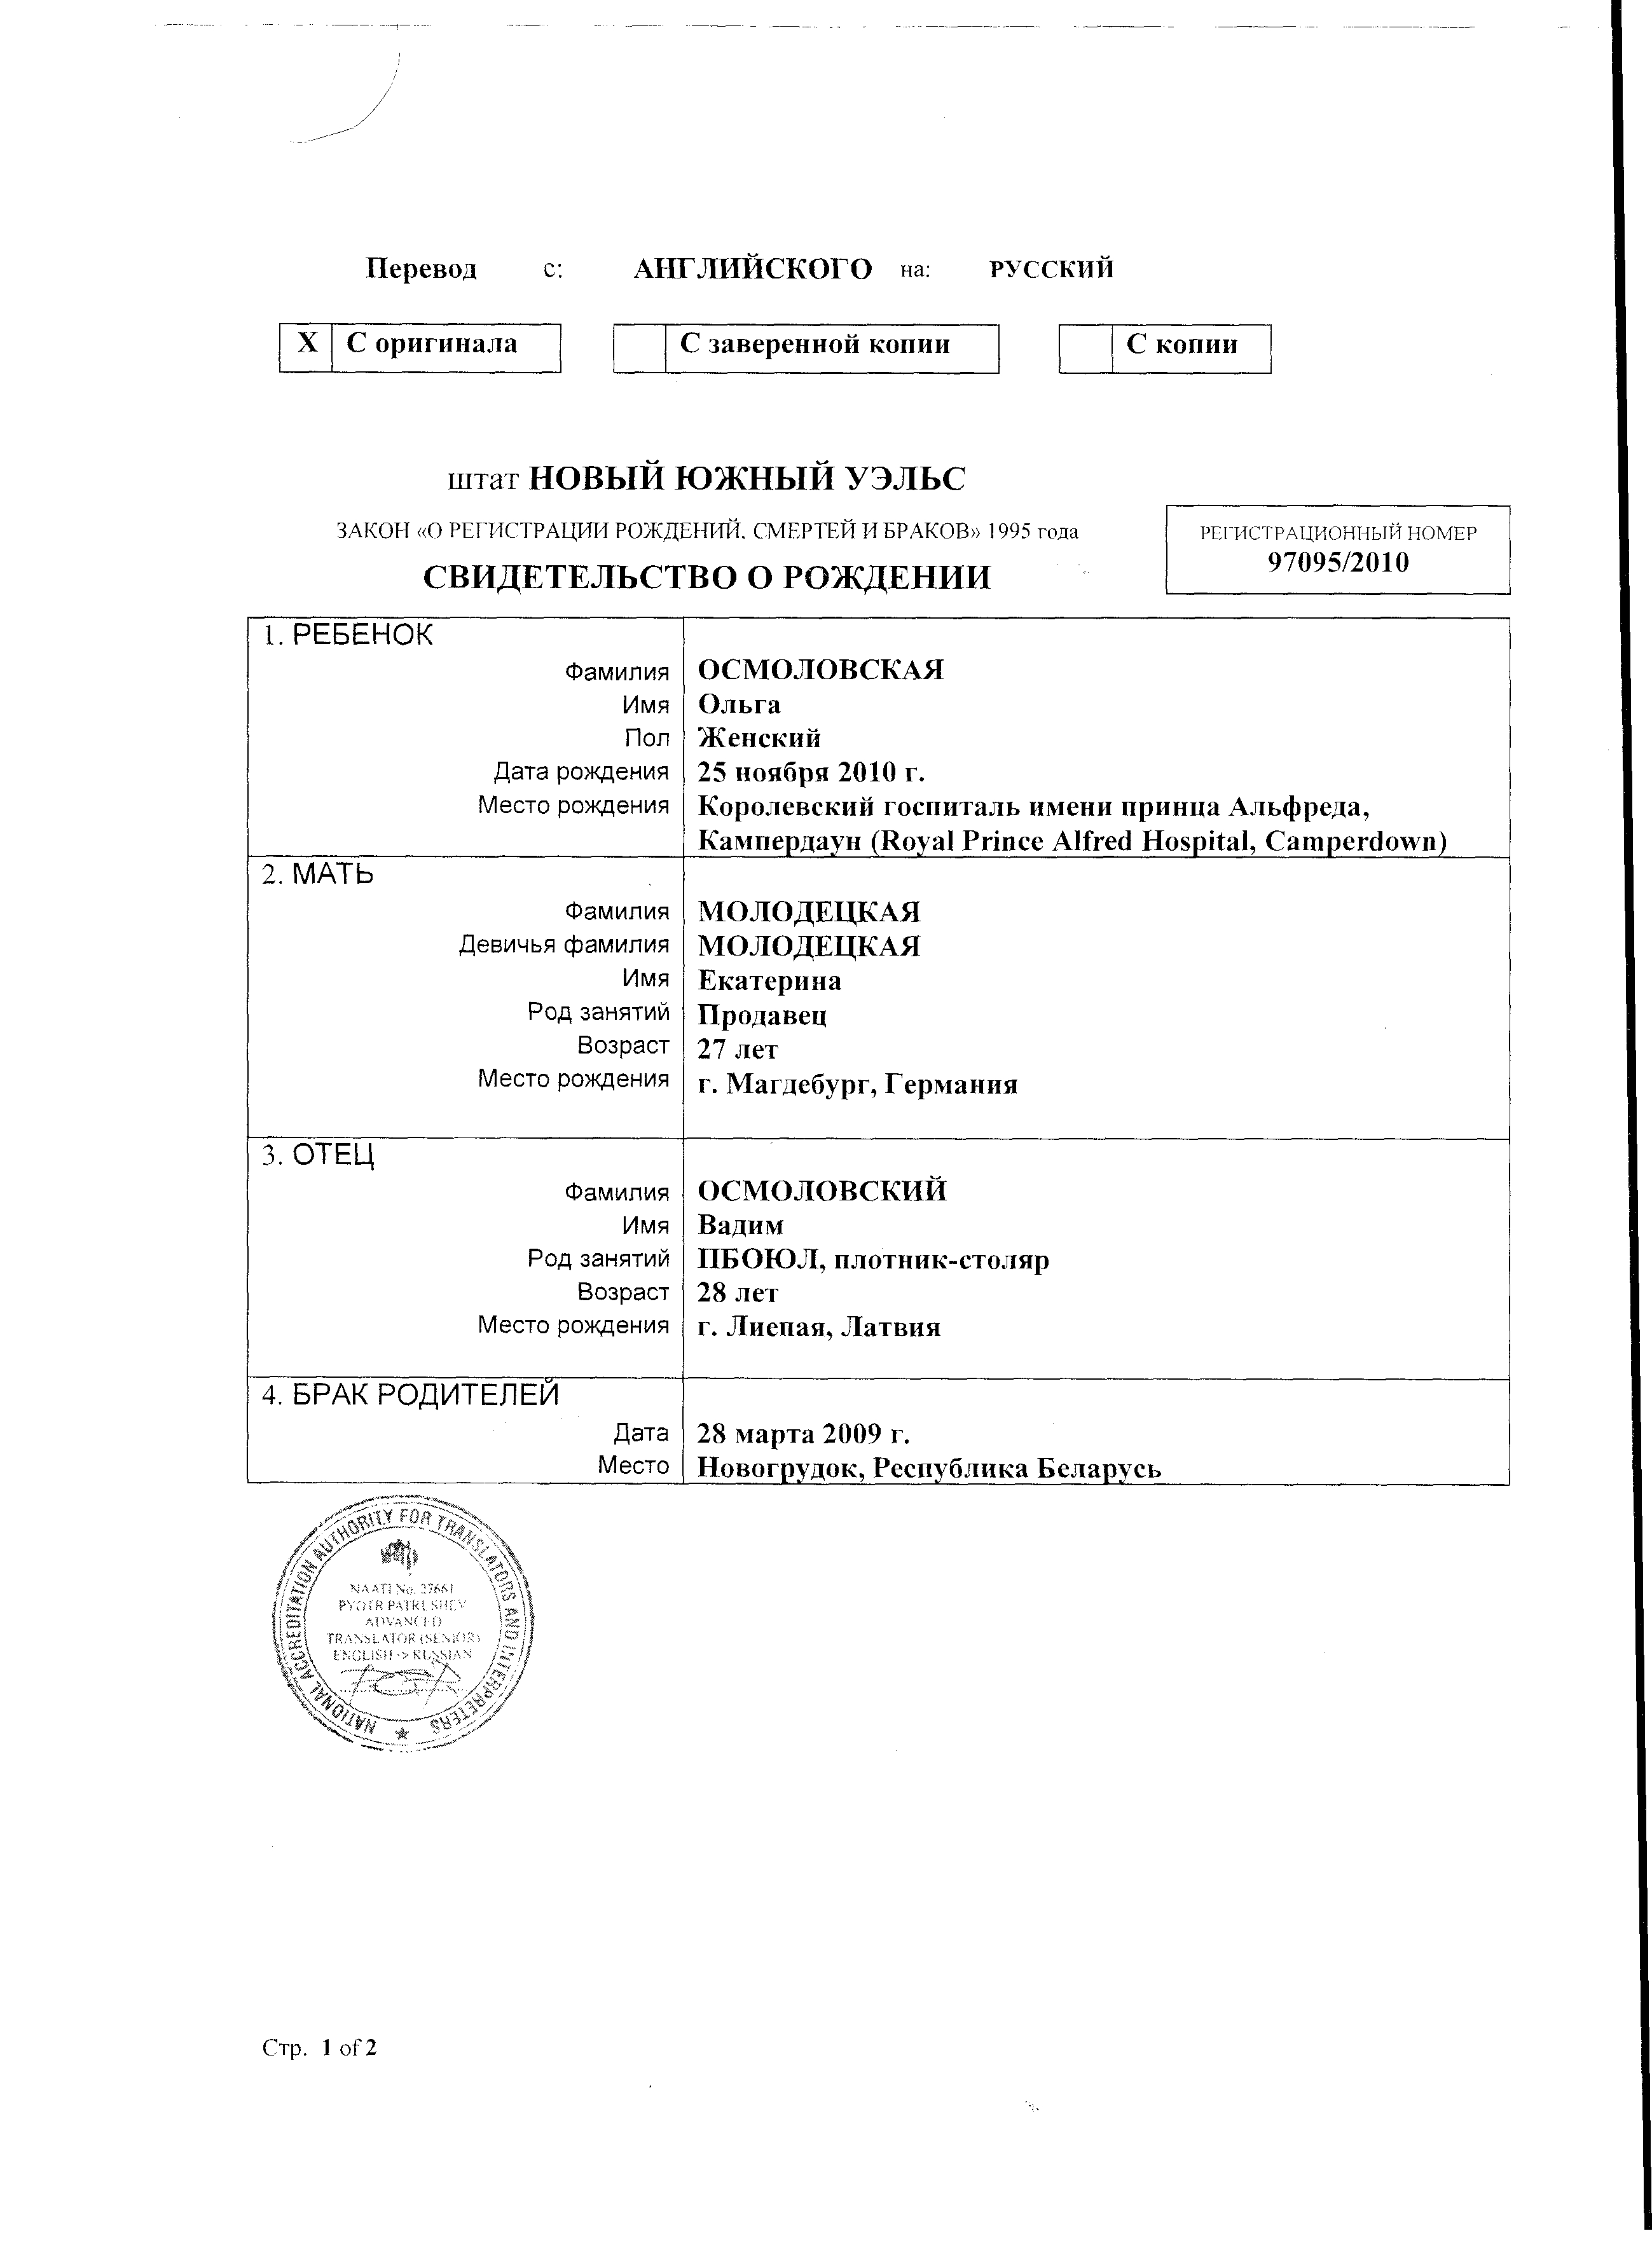 Перевод с: АНГЛИЙСКОГО на: РУССКИЙ
X С оригинала С заверенной копии С копии
штат НОВЫЙ ЮЖНЫЙ УЭЛЬС
ЗАКОН «О РЕГИСТРАЦИИ РОЖДЕНИЙ, СМЕРТЕЙ И БРАКОВ» 1995 года
СВИДЕТЕЛЬСТВО О РОЖДЕНИИ
РЕГИСТРАЦИОННЫЙ НОМЕР
97095/2010
1. РЕБЕНОК
Фамилия ОСМОЛОВСКАЯ
Имя Ольга
Пол Женский
Дата рождения 25 ноября 2010 г.
Место рождения Королевский госпиталь имени принца Альфреда,
Кампердаун (Royal Prince Alfred Hospital, Camperdown)
2. МАТЬ
Фамилия МОЛОДЕЦКАЯ
Девичья фамилия МОЛОДЕЦКАЯ
Имя Екатерина
Род занятий Продавец
Возраст 27 лет
Место рождения г. Магдебург, Германия
3. ОТЕЦ
Фамилия ОСМОЛОВСКИЙ
Имя Вадим
Род занятий ПБОЮЛ, плотник-столяр
Возраст 28 лет
Место рождения г. Лиепая, Латвия
4. БРАК РОДИТЕЛЕЙ
Дата 28 марта 2009 г.
Место Новогрудок, Республика Беларусь
NATIONAL ACCREDITATION AUTHORITY FOR TRANSLATORS AND INTERPRETERS
NAATI No. 27661
PYOTR PATRUSHEV
ADVANCED
TRANSLATOR (SENIOR)
ENGLISH -> RUSSIAN
Стр. 1 of 2